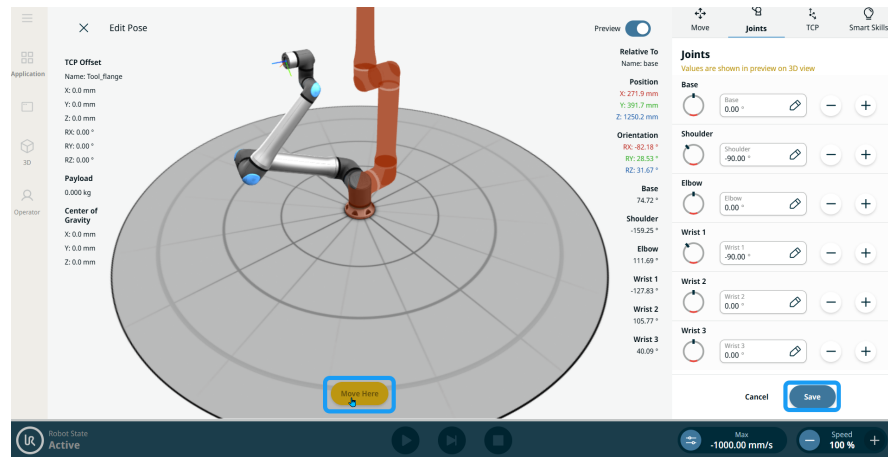 Edit Pose
Preview
Move
Joints
TCP
Smart Skills
Application
3D
Operator
TCP Offset
Name: Tool_flange
X: 0.0 mm
Y: 0.0 mm
Z: 0.0 mm
RX: 0.00 °
RY: 0.00 °
RZ: 0.00 °
Payload
0.000 kg
Center of
Gravity
X: 0.0 mm
Y: 0.0 mm
Z: 0.0 mm
Relative To
Name: base
Position
X: 271.9 mm
Y: 391.7 mm
Z: 1250.2 mm
Orientation
RX: -82.18 °
RY: 28.53 °
RZ: 31.67 °
Base
74.72 °
Shoulder
-159.25 °
Elbow
111.69 °
Wrist 1
-127.83 °
Wrist 2
105.77 °
Wrist 3
40.09 °
Joints
Values are shown in preview on 3D view
Base
Base
0.00 °
Shoulder
Shoulder
-90.00 °
Elbow
Elbow
0.00 °
Wrist 1
Wrist 1
-90.00 °
Wrist 2
Wrist 2
0.00 °
Wrist 3
Wrist 3
0.00 °
Move Here
Cancel
Save
UR
Robot State
Active
Max
-1000.00 mm/s
Speed
100 %